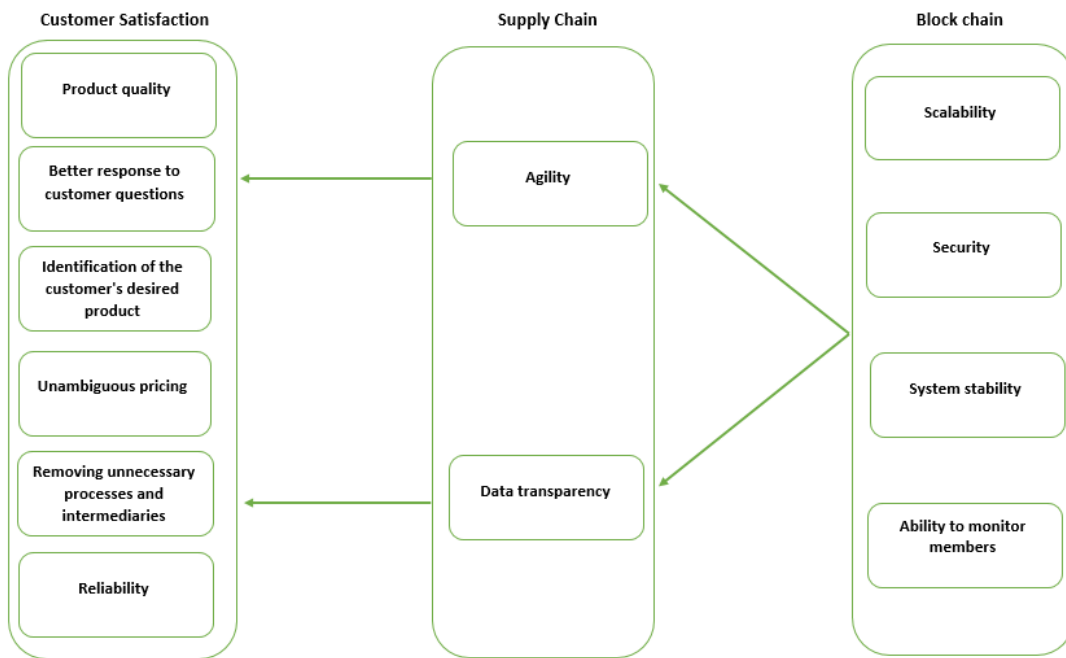 Customer Satisfaction
Product quality
Better response to
customer questions
Identification of the
customer's desired
product
Unambiguous pricing
Removing unnecessary
processes and
intermediaries
Reliability
Supply Chain
Agility
Data transparency
Block chain
Scalability
Security
System stability
Ability to monitor
members